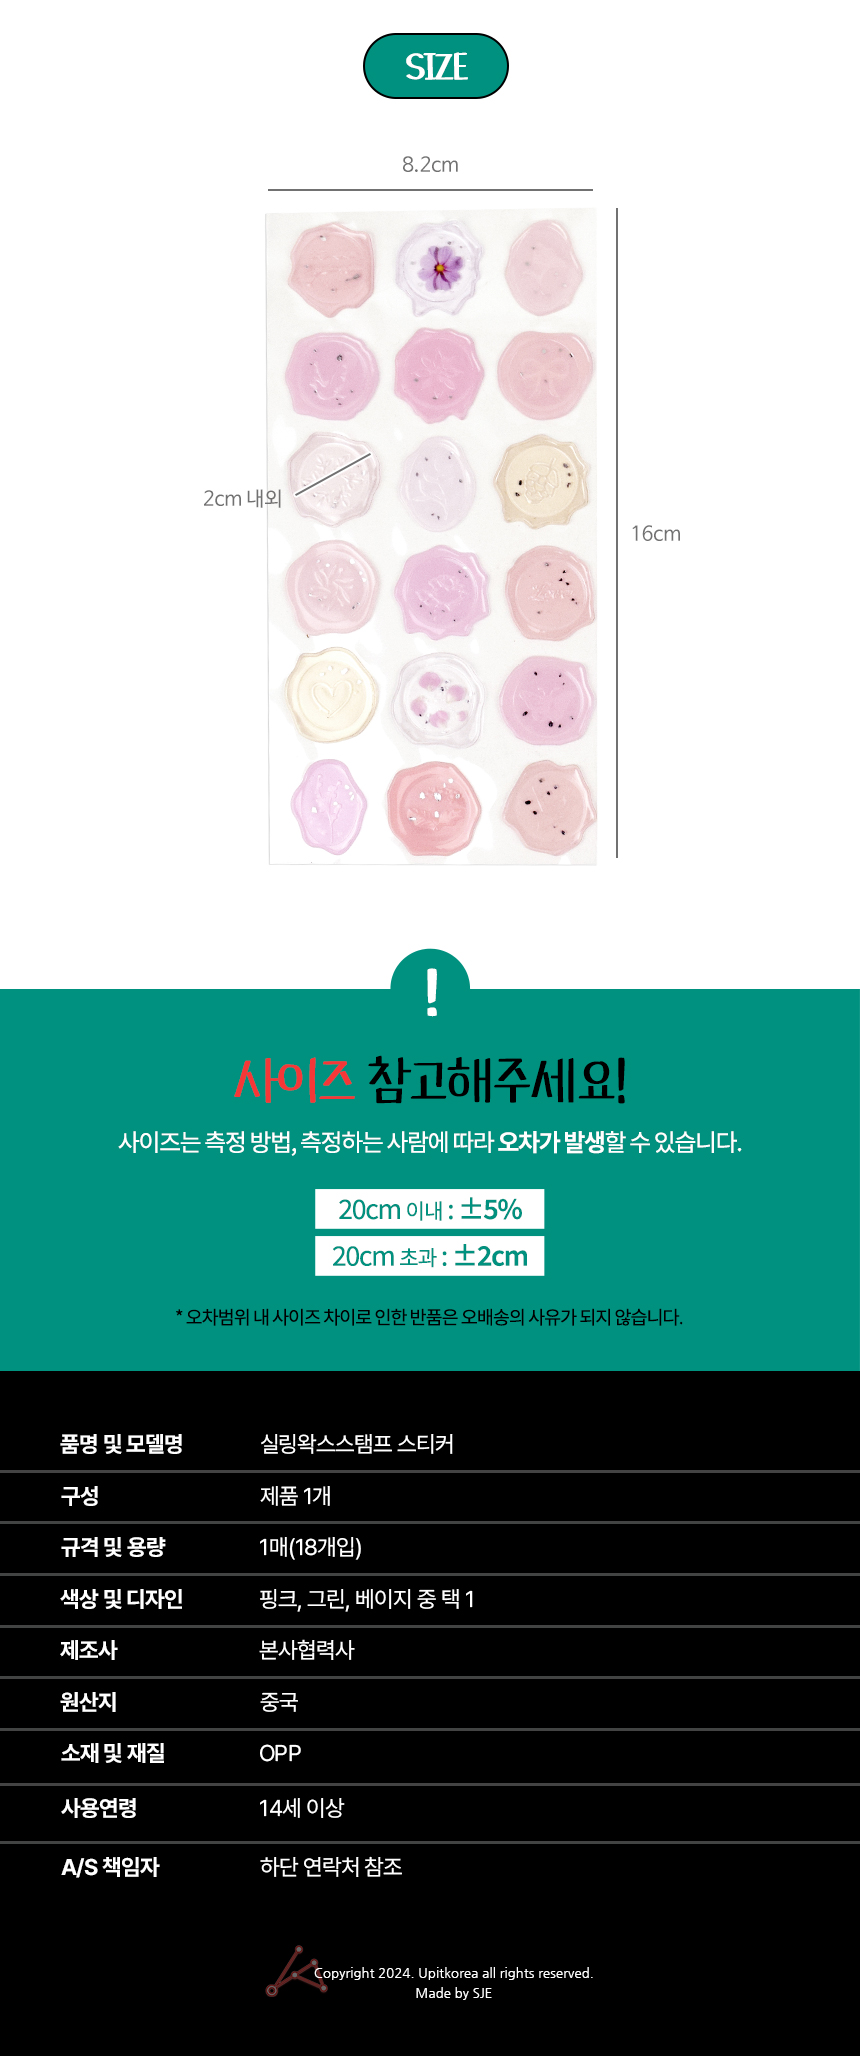 SIZE
8.2cm
2cm 내외
16cm
!
사이즈 참고해주세요!
사이즈는 측정 방법, 측정하는 사람에 따라 오차가 발생할 수 있습니다.
20cm 이내 : ±5%
20cm 초과 : ±2cm
* 오차범위 내 사이즈 차이로 인한 반품은 오배송의 사유가 되지 않습니다.
품명 및 모델명 실링왁스스탬프 스티커
구성 제품 1개
규격 및 용량 1매(18개입)
색상 및 디자인 핑크, 그린, 베이지 중 택 1
제조사 본사협력사
원산지 중국
소재 및 재질 OPP
사용연령 14세 이상
A/S 책임자 하단 연락처 참조
Copyright 2024. Upitkorea all rights reserved.
Made by SJE